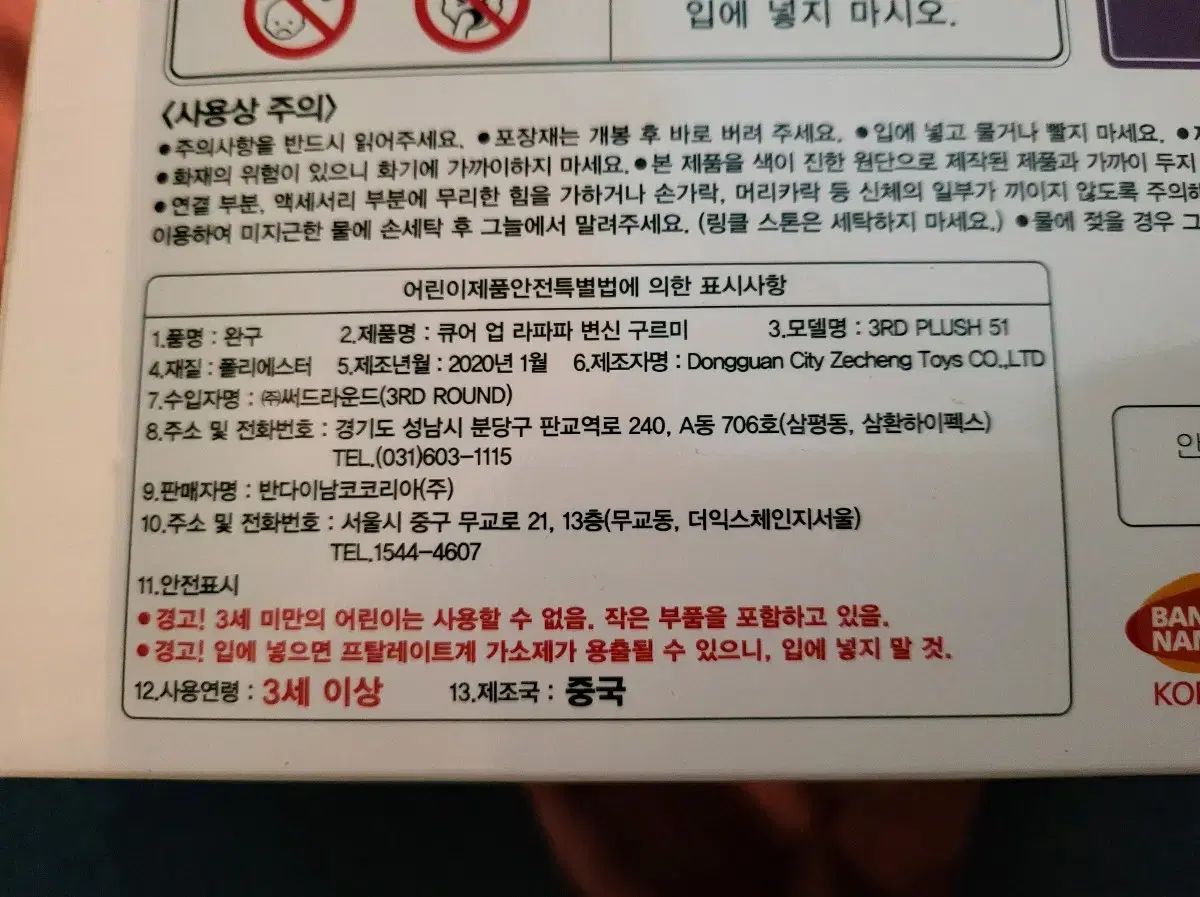 입에 넣지 마시오.
<사용상 주의>
●주의사항을 반드시 읽어주세요. ●포장재는 개봉 후 바로 버려 주세요. ●입에 넣고 물거나 빨지 마세요. ●
●화재의 위험이 있으니 화기에 가까이하지 마세요. ●본 제품을 색이 진한 원단으로 제작된 제품과 가까이 두지
●연결 부분, 액세서리 부분에 무리한 힘을 가하거나 손가락, 머리카락 등 신체의 일부가 끼이지 않도록 주의해
이용하여 미지근한 물에 손세탁 후 그늘에서 말려주세요. (링클 스톤은 세탁하지 마세요.) ●물에 젖을 경우 그
어린이제품안전특별법에 의한 표시사항
1.품명 : 완구 2.제품명 : 큐어 업 라파파 변신 구르미 3.모델명 : 3RD PLUSH 51
4.재질 : 폴리에스터 5.제조년월 : 2020년 1월 6.제조자명 : Dongguan City Zecheng Toys CO.,LTD
7.수입자명 : ㈜써드라운드(3RD ROUND)
8.주소 및 전화번호 : 경기도 성남시 분당구 판교역로 240, A동 706호(삼평동, 삼환하이펙스)
TEL.(031)603-1115
9.판매자명 : 반다이남코코리아(주)
10.주소 및 전화번호 : 서울시 중구 무교로 21, 13층(무교동, 더익스체인지서울)
TEL.1544-4607
11.안전표시
●경고! 3세 미만의 어린이는 사용할 수 없음. 작은 부품을 포함하고 있음.
●경고! 입에 넣으면 프탈레이트계 가소제가 용출될 수 있으니, 입에 넣지 말 것.
12.사용연령 : 3세 이상 13.제조국 : 중국
BAN
NAM
KOR